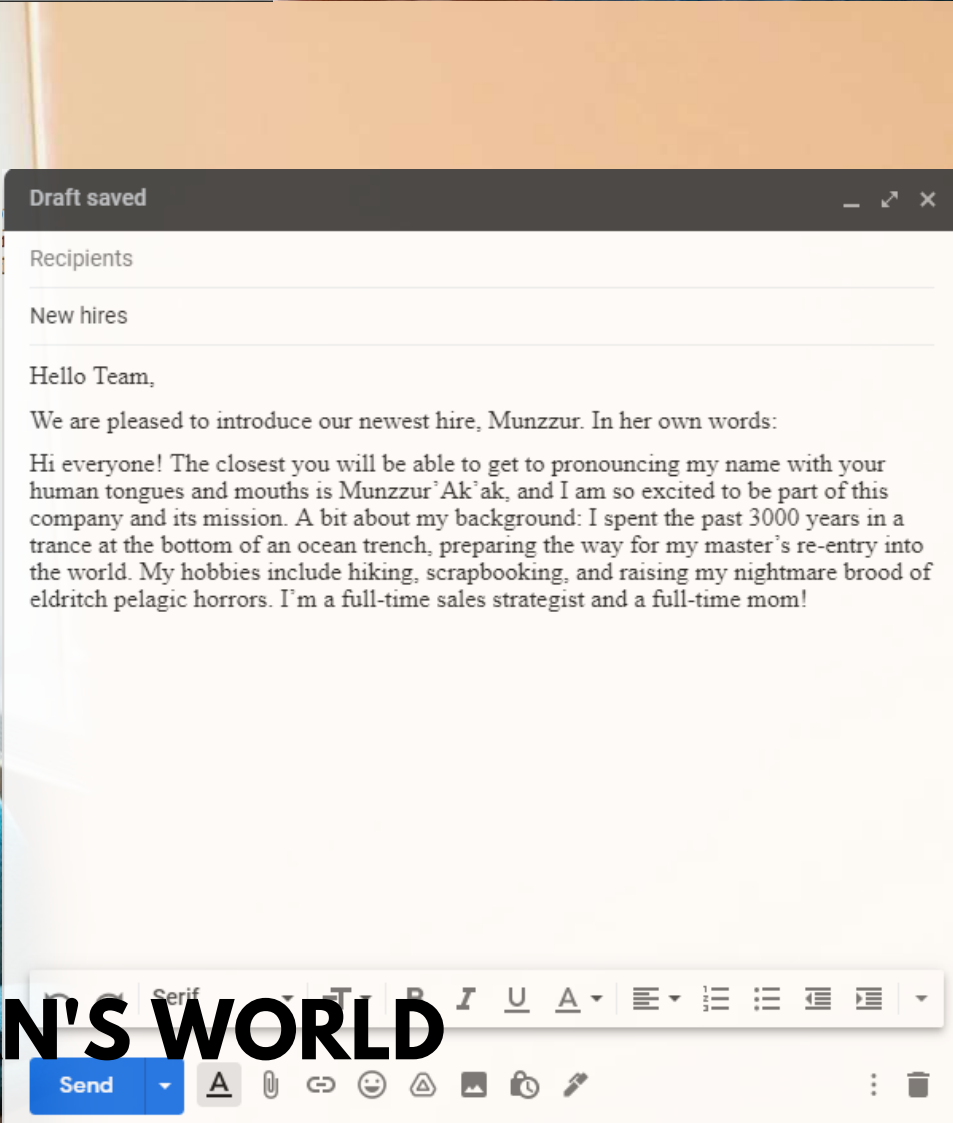 Draft saved
Recipients
New hires
Hello Team,
We are pleased to introduce our newest hire, Munzzur. In her own words:
Hi everyone! The closest you will be able to get to pronouncing my name with your
human tongues and mouths is Munzzur’Ak’ak, and I am so excited to be part of this
company and its mission. A bit about my background: I spent the past 3000 years in a
trance at the bottom of an ocean trench, preparing the way for my master’s re-entry into
the world. My hobbies include hiking, scrapbooking, and raising my nightmare brood of
eldritch pelagic horrors. I’m a full-time sales strategist and a full-time mom!
Serif
N'S WORLD
Send